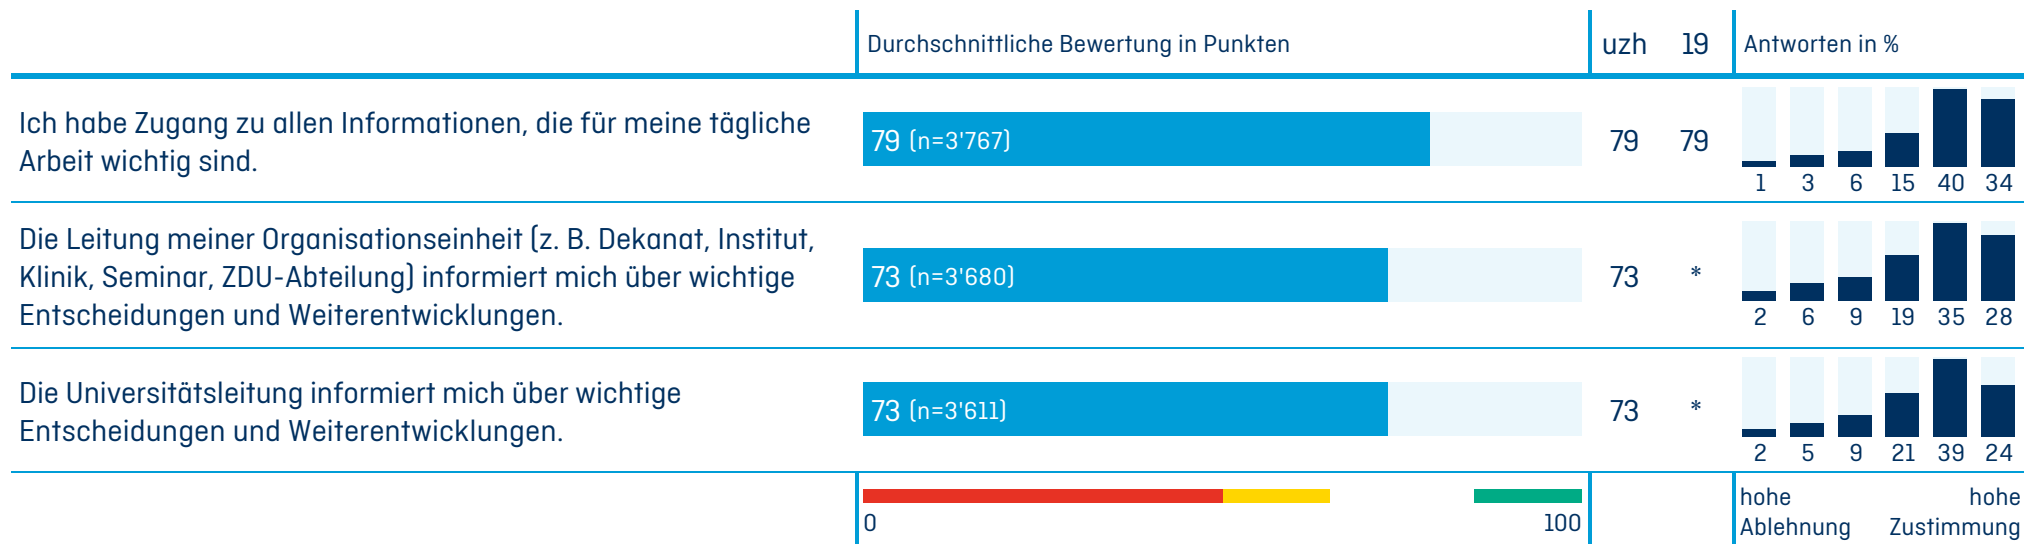 Durchschnittliche Bewertung in Punkten uzh 19 Antworten in %
Ich habe Zugang zu allen Informationen, die für meine tägliche
Arbeit wichtig sind.
79 (n=3'767) 79 79
1 3 6 15 40 34
Die Leitung meiner Organisationseinheit (z. B. Dekanat, Institut,
Klinik, Seminar, ZDU-Abteilung) informiert mich über wichtige
Entscheidungen und Weiterentwicklungen.
73 (n=3'680) 73 *
2 6 9 19 35 28
Die Universitätsleitung informiert mich über wichtige
Entscheidungen und Weiterentwicklungen.
73 (n=3'611) 73 *
2 5 9 21 39 24
0 100
hohe hohe
Ablehnung Zustimmung